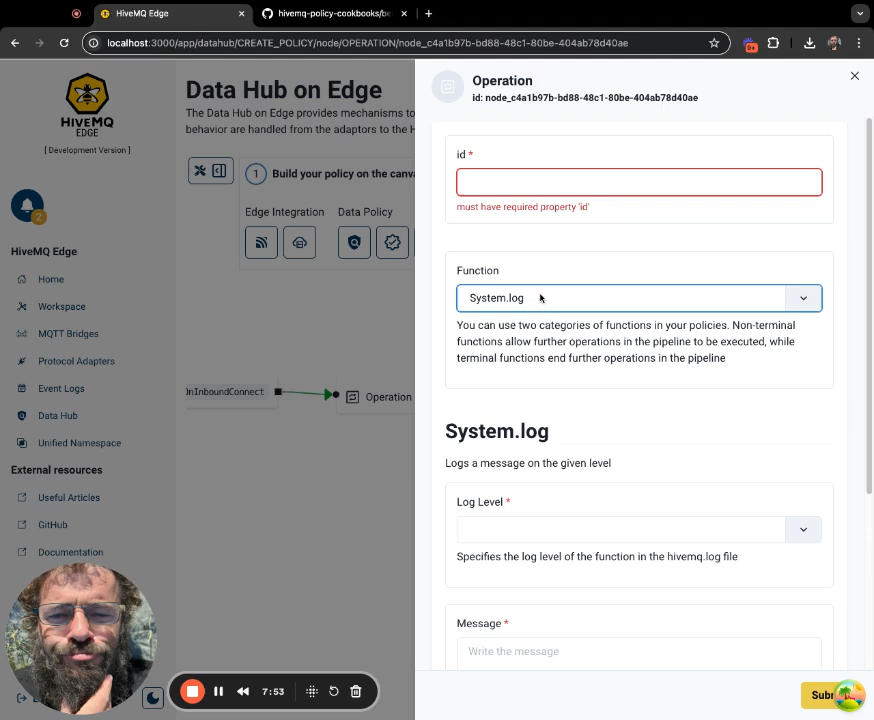 HiveMQ Edge
hivemq-policy-cookbooks/be
localhost:3000/app/datahub/CREATE_POLICY/node/OPERATION/node_c4a1b97b-bd88-48c1-80be-404ab78d40ae
9+
HIVEMQ
EDGE
[ Development Version ]
2
HiveMQ Edge
Home
Workspace
MQTT Bridges
Protocol Adapters
Event Logs
Data Hub
Unified Namespace
External resources
Useful Articles
GitHub
Documentation
Data Hub on Edge
The Data Hub on Edge provides mechanisms to
behavior are handled from the adaptors to the H
1 Build your policy on the canva
Edge Integration Data Policy
OnInboundConnect
Operation
7:53
Operation
id: node_c4a1b97b-bd88-48c1-80be-404ab78d40ae
id *
must have required property 'id'
Function
System.log
You can use two categories of functions in your policies. Non-terminal
functions allow further operations in the pipeline to be executed, while
terminal functions end further operations in the pipeline
System.log
Logs a message on the given level
Log Level *
Specifies the log level of the function in the hivemq.log file
Message *
Write the message
Subr